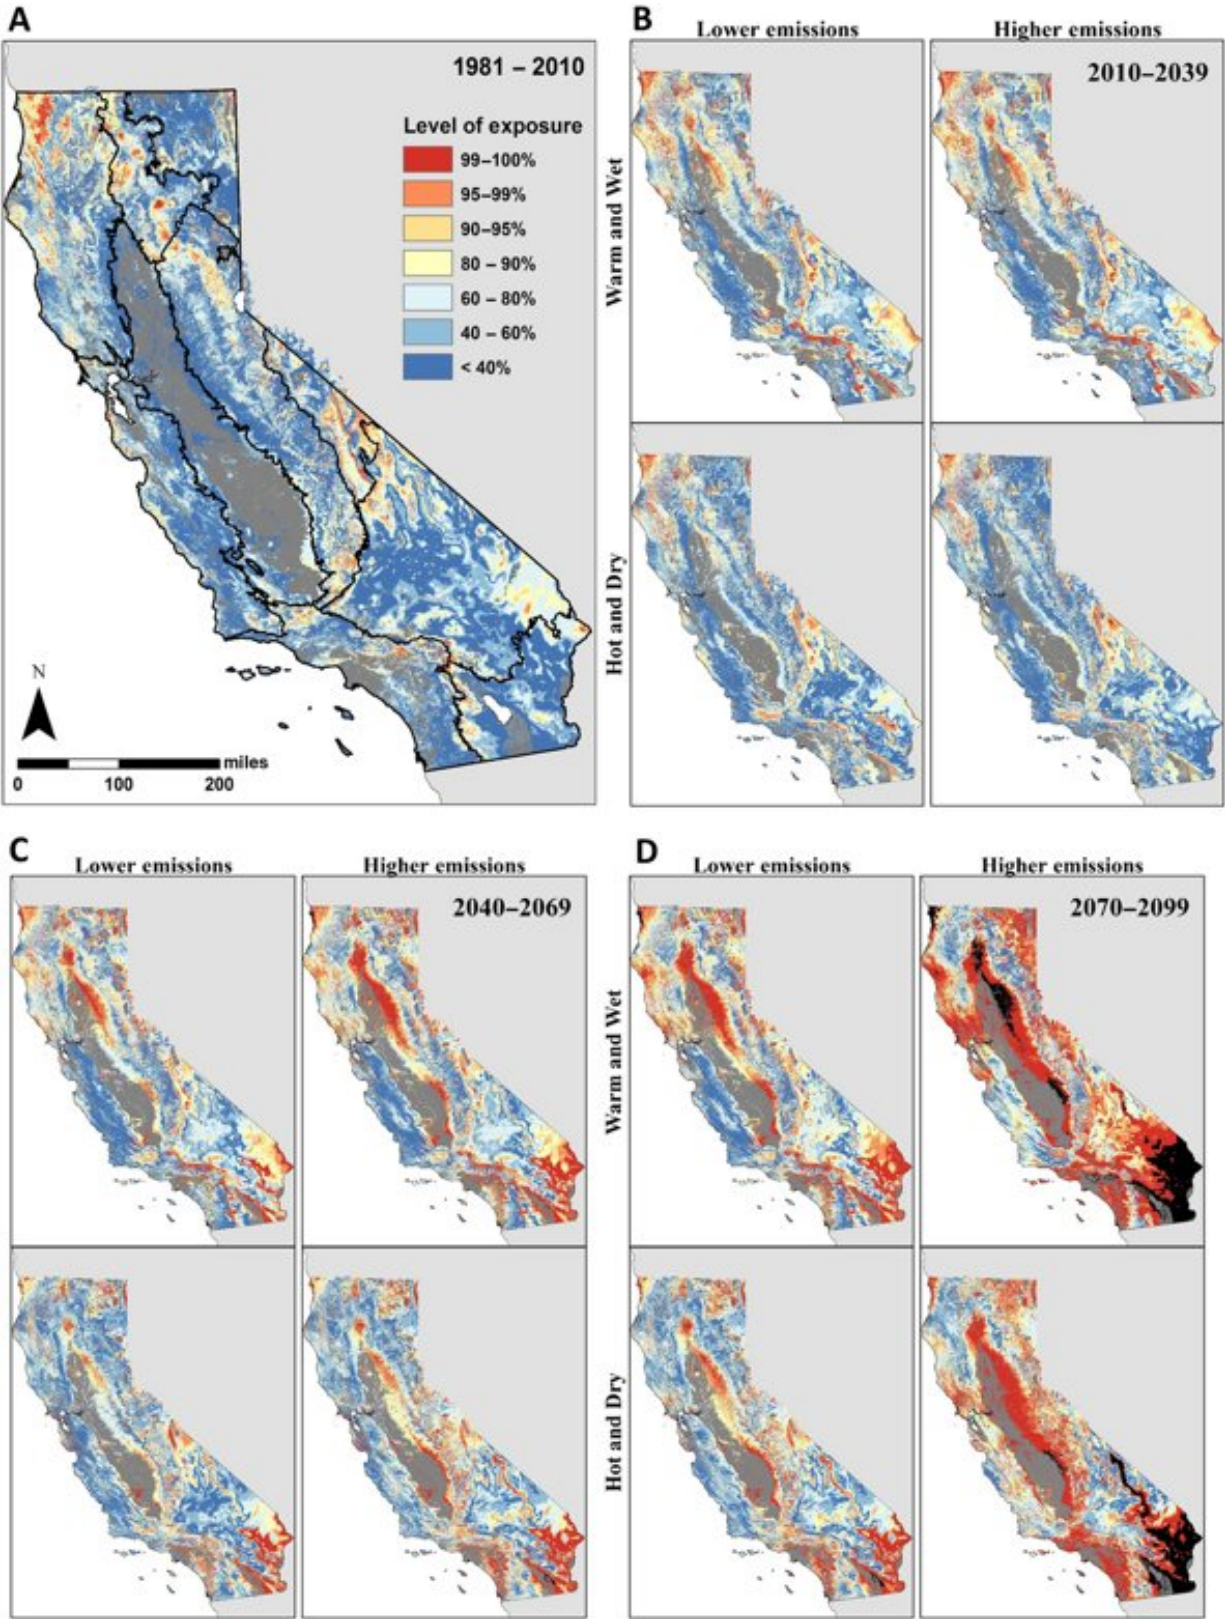 A
1981 – 2010
Level of exposure
99–100%
95–99%
90–95%
80 – 90%
60 – 80%
40 – 60%
< 40%
N
miles
0 100 200
B
Lower emissions Higher emissions
2010–2039
Warm and Wet
Hot and Dry
C
Lower emissions Higher emissions
2040–2069
D
Lower emissions Higher emissions
2070–2099
Warm and Wet
Hot and Dry